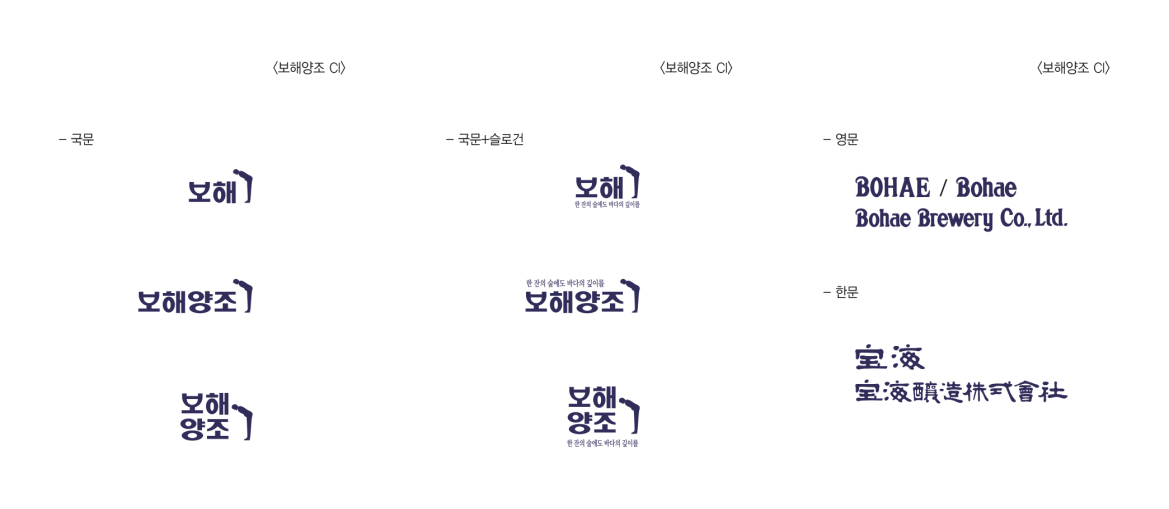 〈보해양조 CI〉
– 국문
보해
보해양조
보해
양조
〈보해양조 CI〉
– 국문+슬로건
보해
한 잔의 술에도 바다의 깊이를
한 잔의 술에도 바다의 깊이를
보해양조
보해
양조
한 잔의 술에도 바다의 깊이를
〈보해양조 CI〉
– 영문
BOHAE / Bohae
Bohae Brewery Co., Ltd.
– 한문
宝海
宝海釀造株式會社